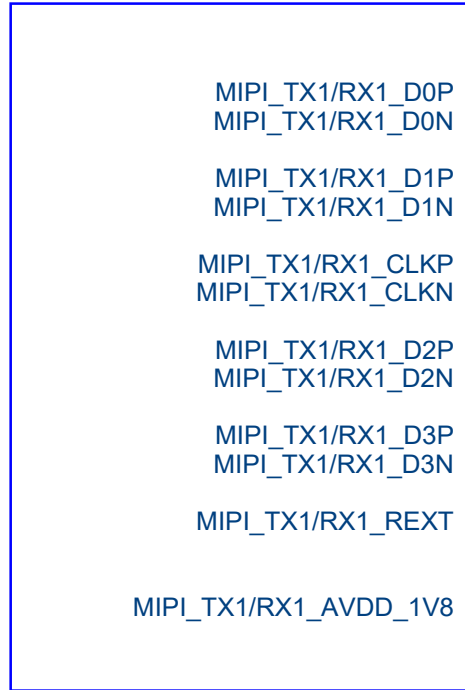 MIPI_TX1/RX1_D0P
MIPI_TX1/RX1_D0N
MIPI_TX1/RX1_D1P
MIPI_TX1/RX1_D1N
MIPI_TX1/RX1_CLKP
MIPI_TX1/RX1_CLKN
MIPI_TX1/RX1_D2P
MIPI_TX1/RX1_D2N
MIPI_TX1/RX1_D3P
MIPI_TX1/RX1_D3N
MIPI_TX1/RX1_REXT
MIPI_TX1/RX1_AVDD_1V8